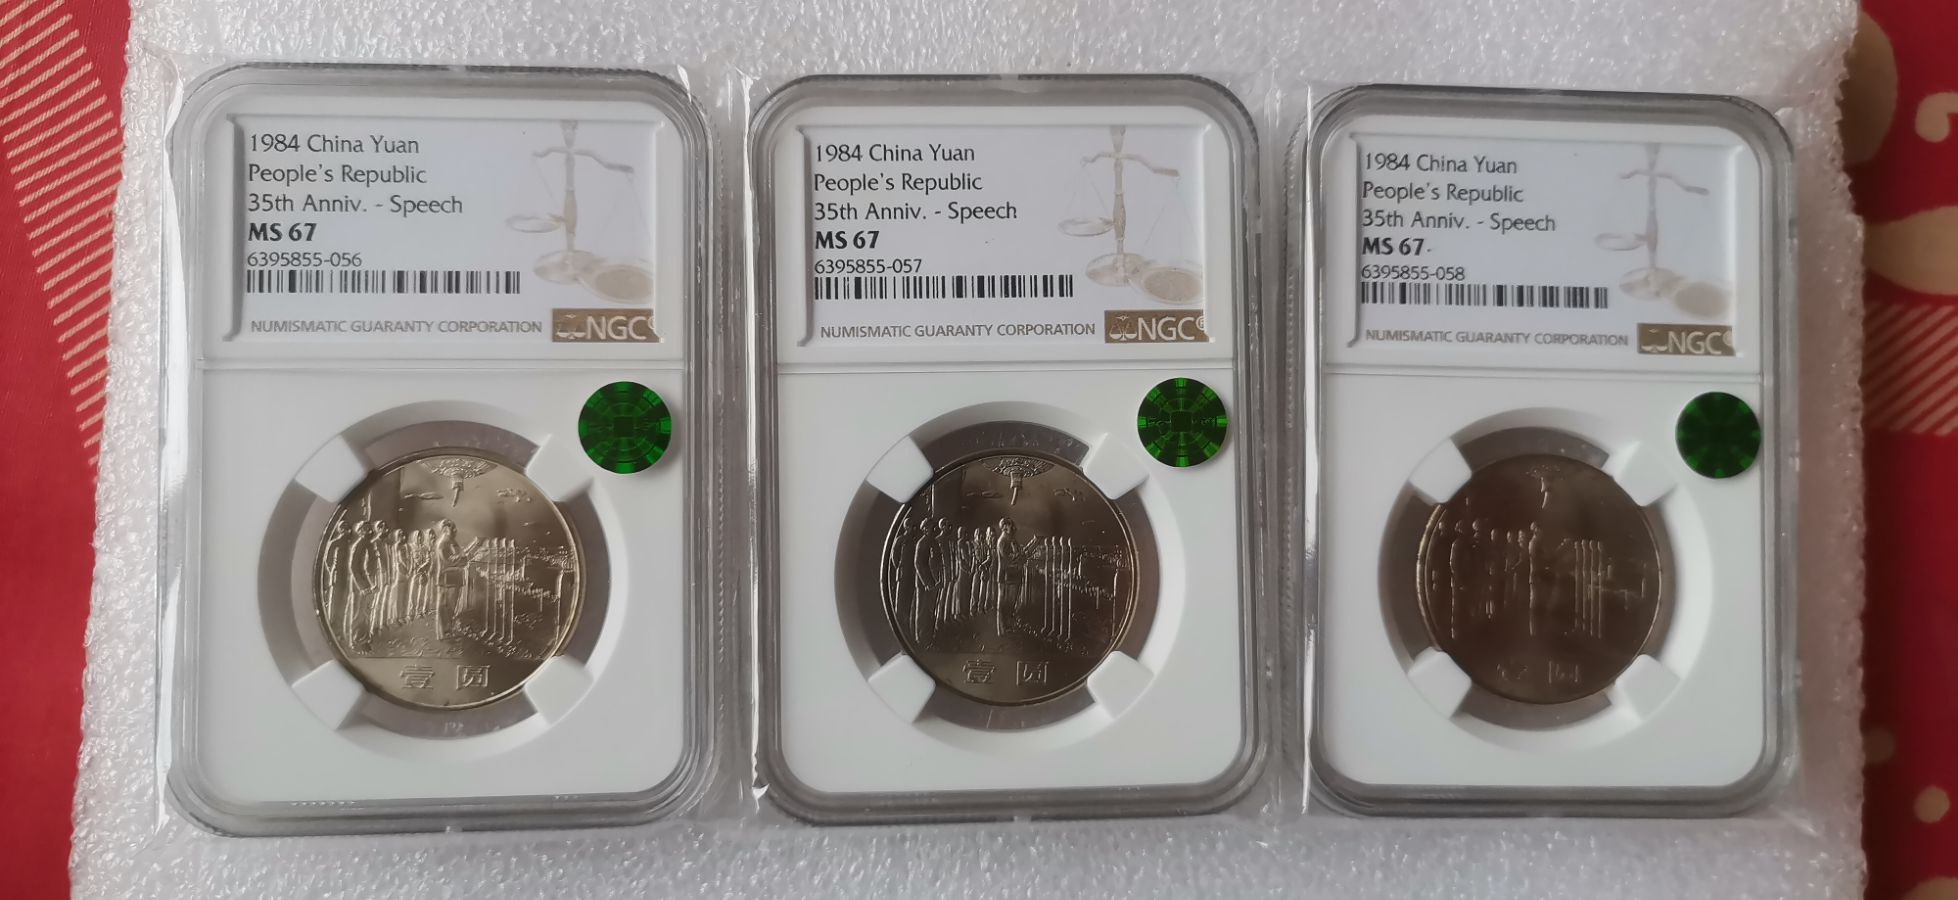 1984 China Yuan
People's Republic
35th Anniv. - Speech
MS 67
6395855-056
NUMISMATIC GUARANTY CORPORATION
NGC
壹 圆
1984 China Yuan
People's Republic
35th Anniv. - Speech
MS 67
6395855-057
NUMISMATIC GUARANTY CORPORATION
NGC®
壹 圆
1984 China Yuan
People's Republic
35th Anniv. - Speech
MS 67
6395855-058
NUMISMATIC GUARANTY CORPORATION
NGC